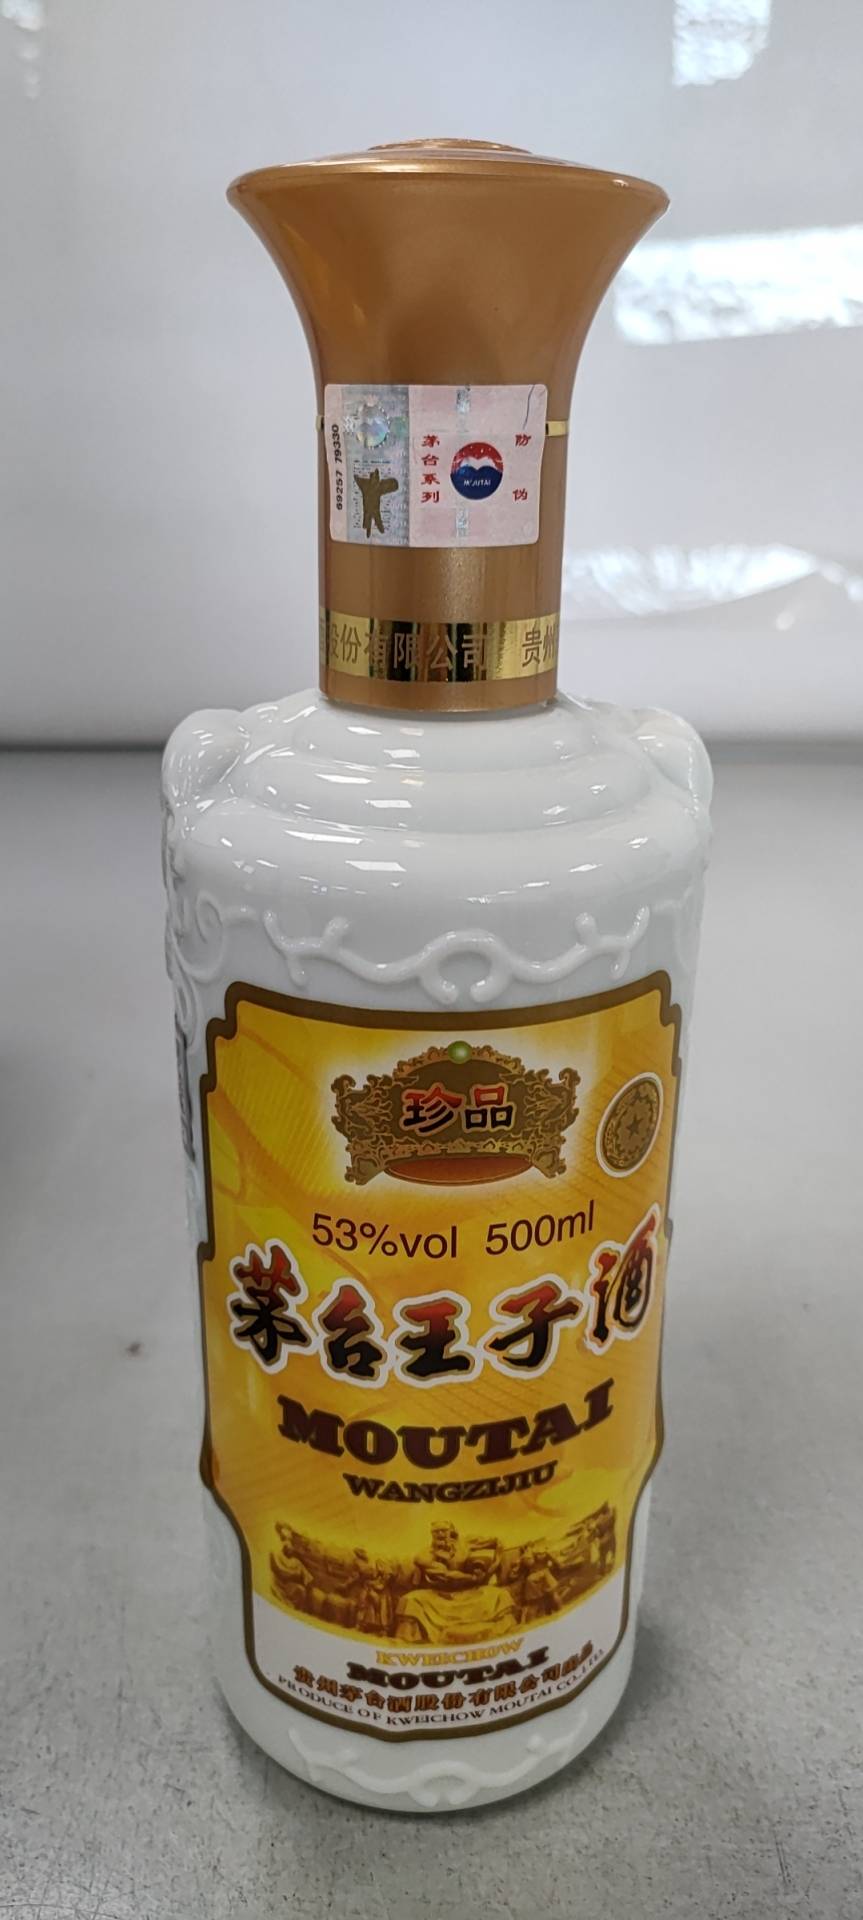 69257 79330
茅台系列
MOUTAI
防伪
股份有限公司 贵州
珍品
53%vol 500ml
茅台王子酒
MOUTAI
WANGZIJIU
KWEICHOW
MOUTAI
贵州茅台酒股份有限公司出品
PRODUCE OF KWEICHOW MOUTAI CO.,LTD.